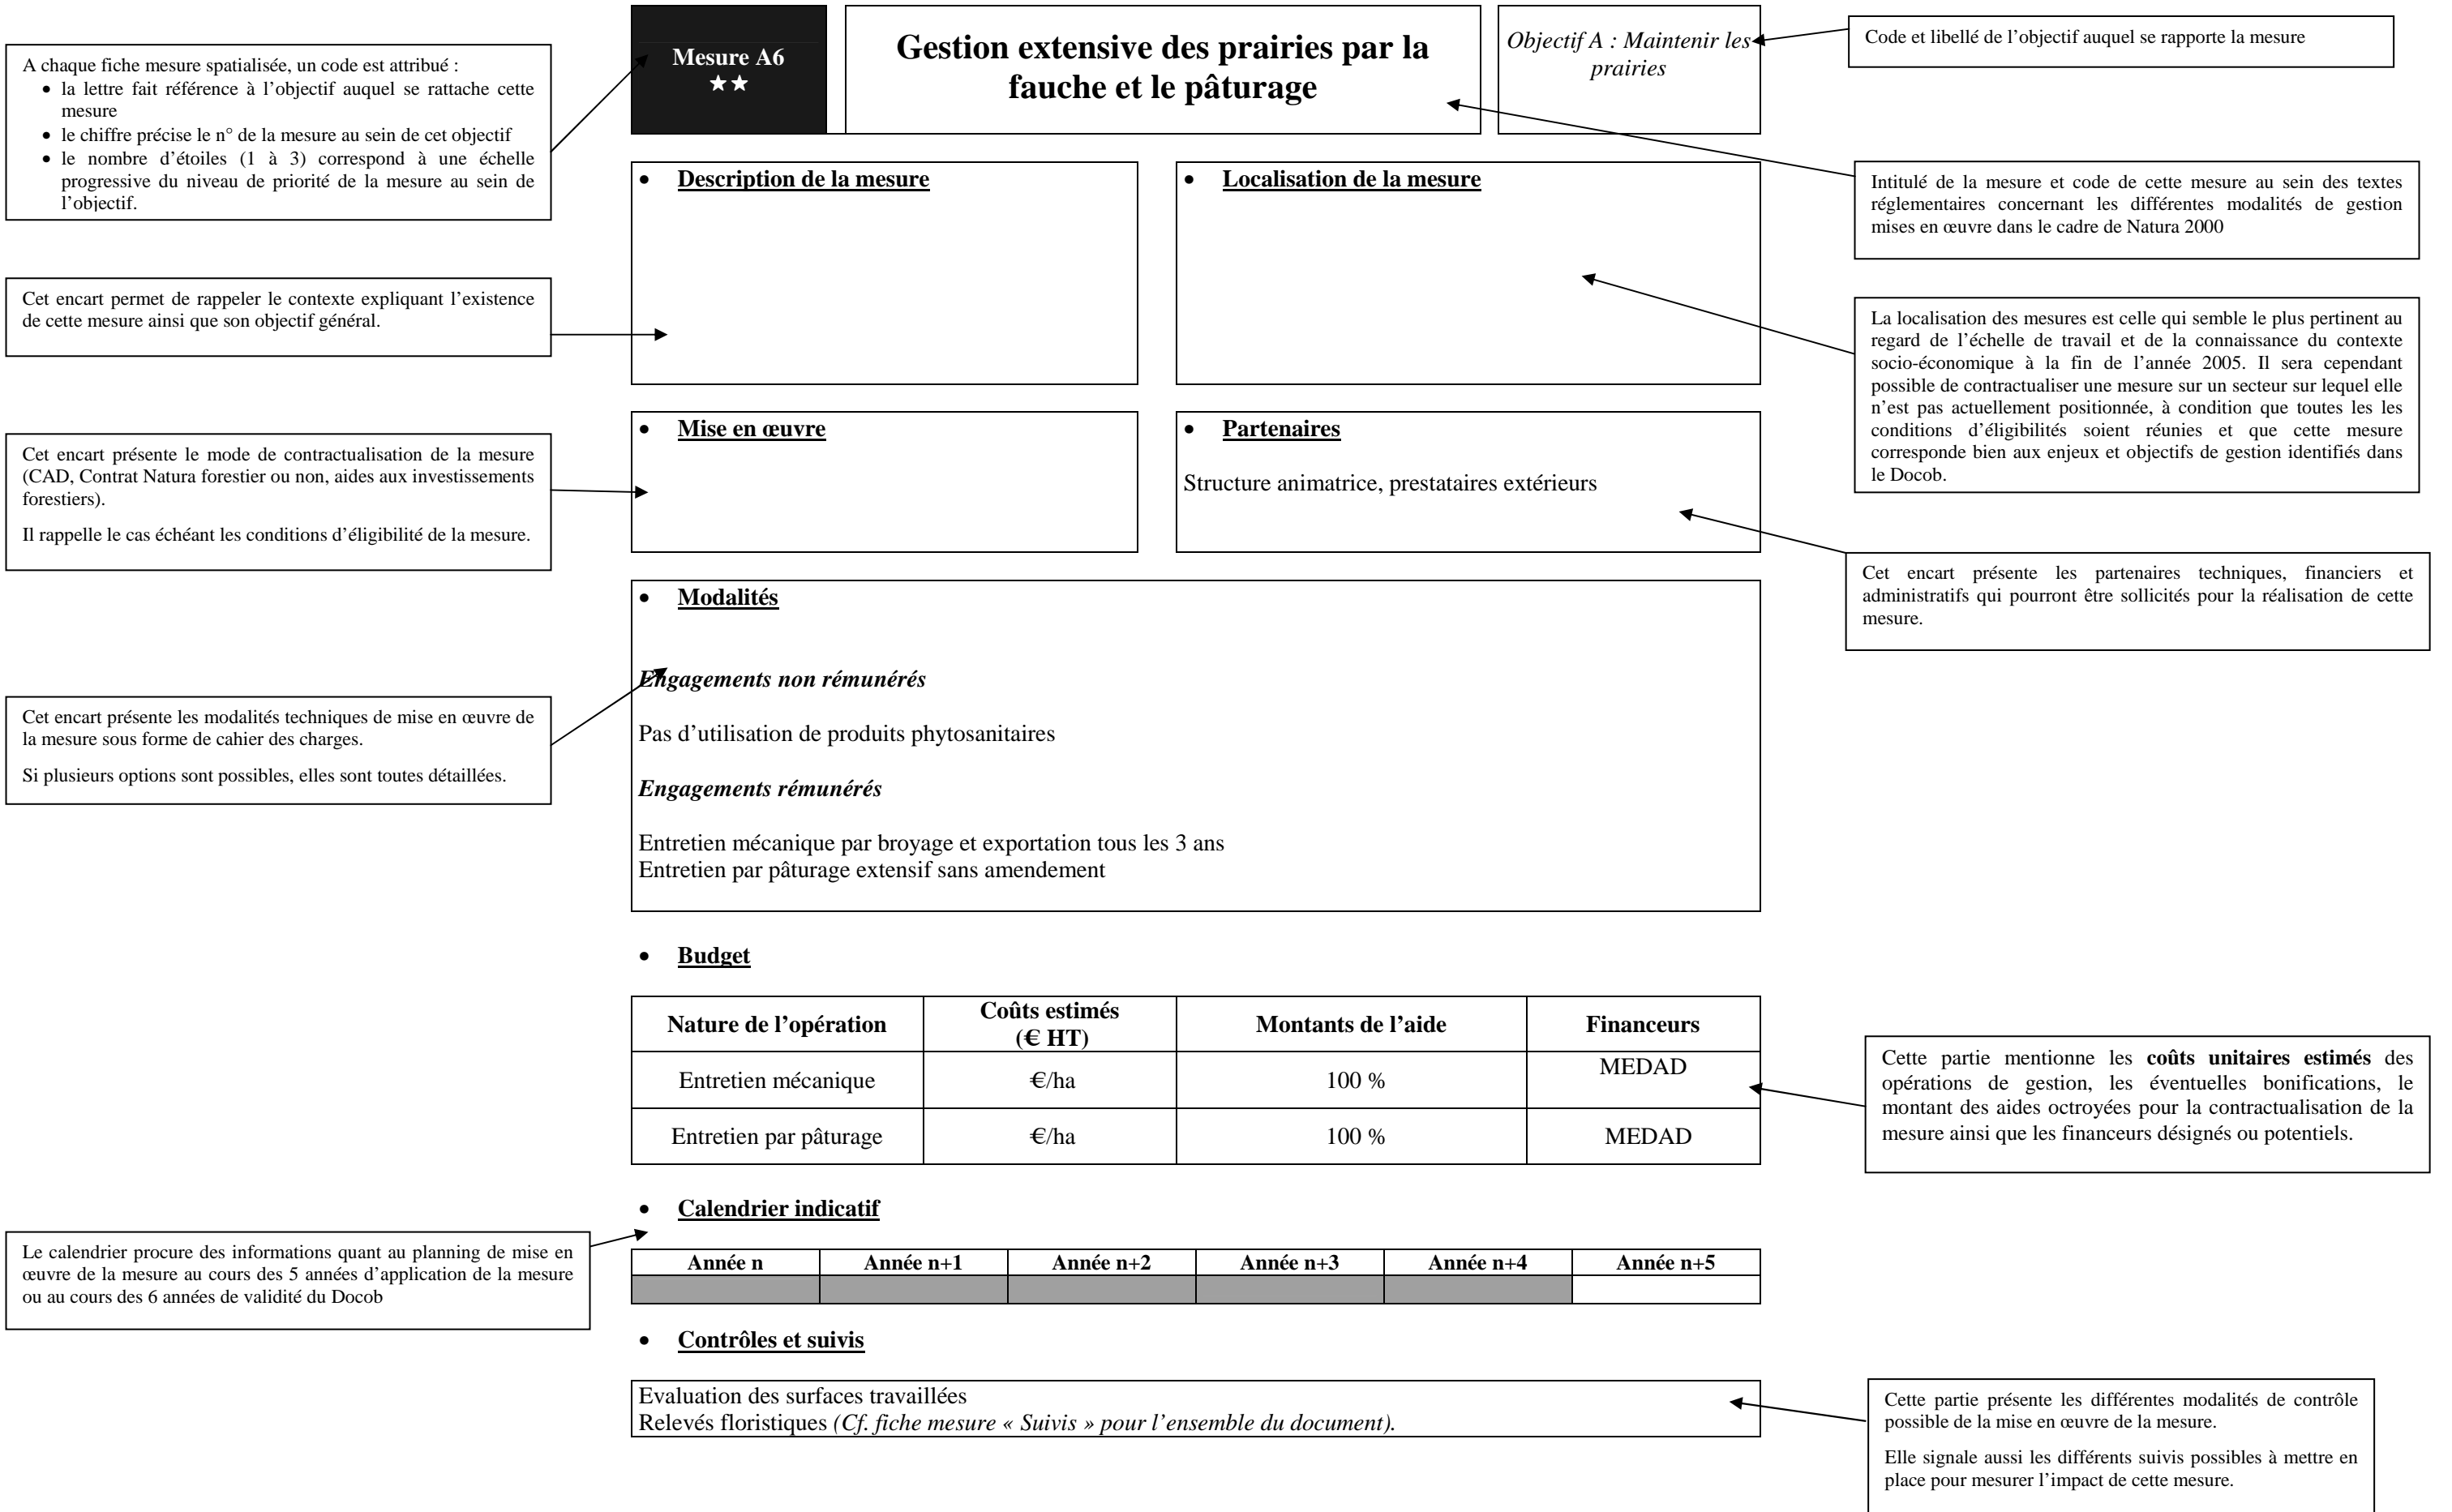 Mesure A6
★★
Gestion extensive des prairies par la
fauche et le pâturage
Objectif A : Maintenir les
prairies
Code et libellé de l’objectif auquel se rapporte la mesure
A chaque fiche mesure spatialisée, un code est attribué :
• la lettre fait référence à l’objectif auquel se rattache cette
mesure
• le chiffre précise le n° de la mesure au sein de cet objectif
• le nombre d’étoiles (1 à 3) correspond à une échelle
progressive du niveau de priorité de la mesure au sein de
l’objectif.
• Description de la mesure
• Localisation de la mesure
Intitulé de la mesure et code de cette mesure au sein des textes
réglementaires concernant les différentes modalités de gestion
mises en œuvre dans le cadre de Natura 2000
Cet encart permet de rappeler le contexte expliquant l’existence
de cette mesure ainsi que son objectif général.
La localisation des mesures est celle qui semble le plus pertinent au
regard de l’échelle de travail et de la connaissance du contexte
socio-économique à la fin de l’année 2005. Il sera cependant
possible de contractualiser une mesure sur un secteur sur lequel elle
n’est pas actuellement positionnée, à condition que toutes les les
conditions d’éligibilités soient réunies et que cette mesure
corresponde bien aux enjeux et objectifs de gestion identifiés dans
le Docob.
• Mise en œuvre
• Partenaires
Structure animatrice, prestataires extérieurs
Cet encart présente le mode de contractualisation de la mesure
(CAD, Contrat Natura forestier ou non, aides aux investissements
forestiers).
Il rappelle le cas échéant les conditions d’éligibilité de la mesure.
Cet encart présente les partenaires techniques, financiers et
administratifs qui pourront être sollicités pour la réalisation de cette
mesure.
• Modalités
Engagements non rémunérés
Pas d’utilisation de produits phytosanitaires
Engagements rémunérés
Entretien mécanique par broyage et exportation tous les 3 ans
Entretien par pâturage extensif sans amendement
Cet encart présente les modalités techniques de mise en œuvre de
la mesure sous forme de cahier des charges.
Si plusieurs options sont possibles, elles sont toutes détaillées.
• Budget
Nature de l’opération
Coûts estimés
(€ HT)
Montants de l’aide
Financeurs
Entretien mécanique
€/ha
100 %
MEDAD
Entretien par pâturage
€/ha
100 %
MEDAD
Cette partie mentionne les coûts unitaires estimés des
opérations de gestion, les éventuelles bonifications, le
montant des aides octroyées pour la contractualisation de la
mesure ainsi que les financeurs désignés ou potentiels.
• Calendrier indicatif
Année n
Année n+1
Année n+2
Année n+3
Année n+4
Année n+5
Le calendrier procure des informations quant au planning de mise en
œuvre de la mesure au cours des 5 années d’application de la mesure
ou au cours des 6 années de validité du Docob
• Contrôles et suivis
Evaluation des surfaces travaillées
Relevés floristiques (Cf. fiche mesure « Suivis » pour l’ensemble du document).
Cette partie présente les différentes modalités de contrôle
possible de la mise en œuvre de la mesure.
Elle signale aussi les différents suivis possibles à mettre en
place pour mesurer l’impact de cette mesure.